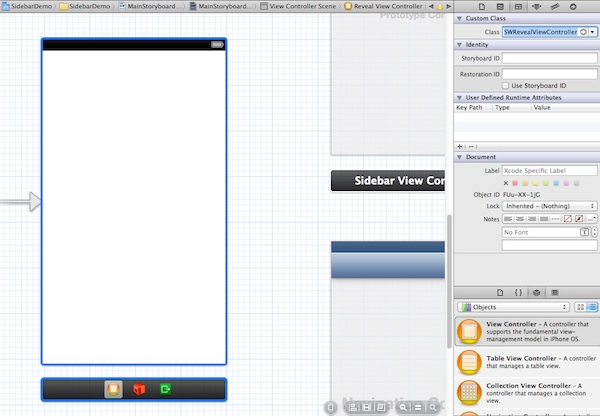 SidebarDemo
SidebarDemo
MainStoryboard...
MainStoryboard...
View Controller Scene
Reveal View Controller
Prototype Co
Sidebar View Con
Custom Class
Class SWRevealViewController
Identity
Storyboard ID
Restoration ID
Use Storyboard ID
User Defined Runtime Attributes
Key Path Type Value
Document
Label Xcode Specific Label
Object ID FUu-XX-1jG
Lock Inherited - (Nothing)
Notes
No Font
Objects
View Controller - A controller that
supports the fundamental view-
management model in iPhone OS.
Table View Controller - A controller
that manages a table view.
Collection View Controller - A
controller that manages a collection
view.